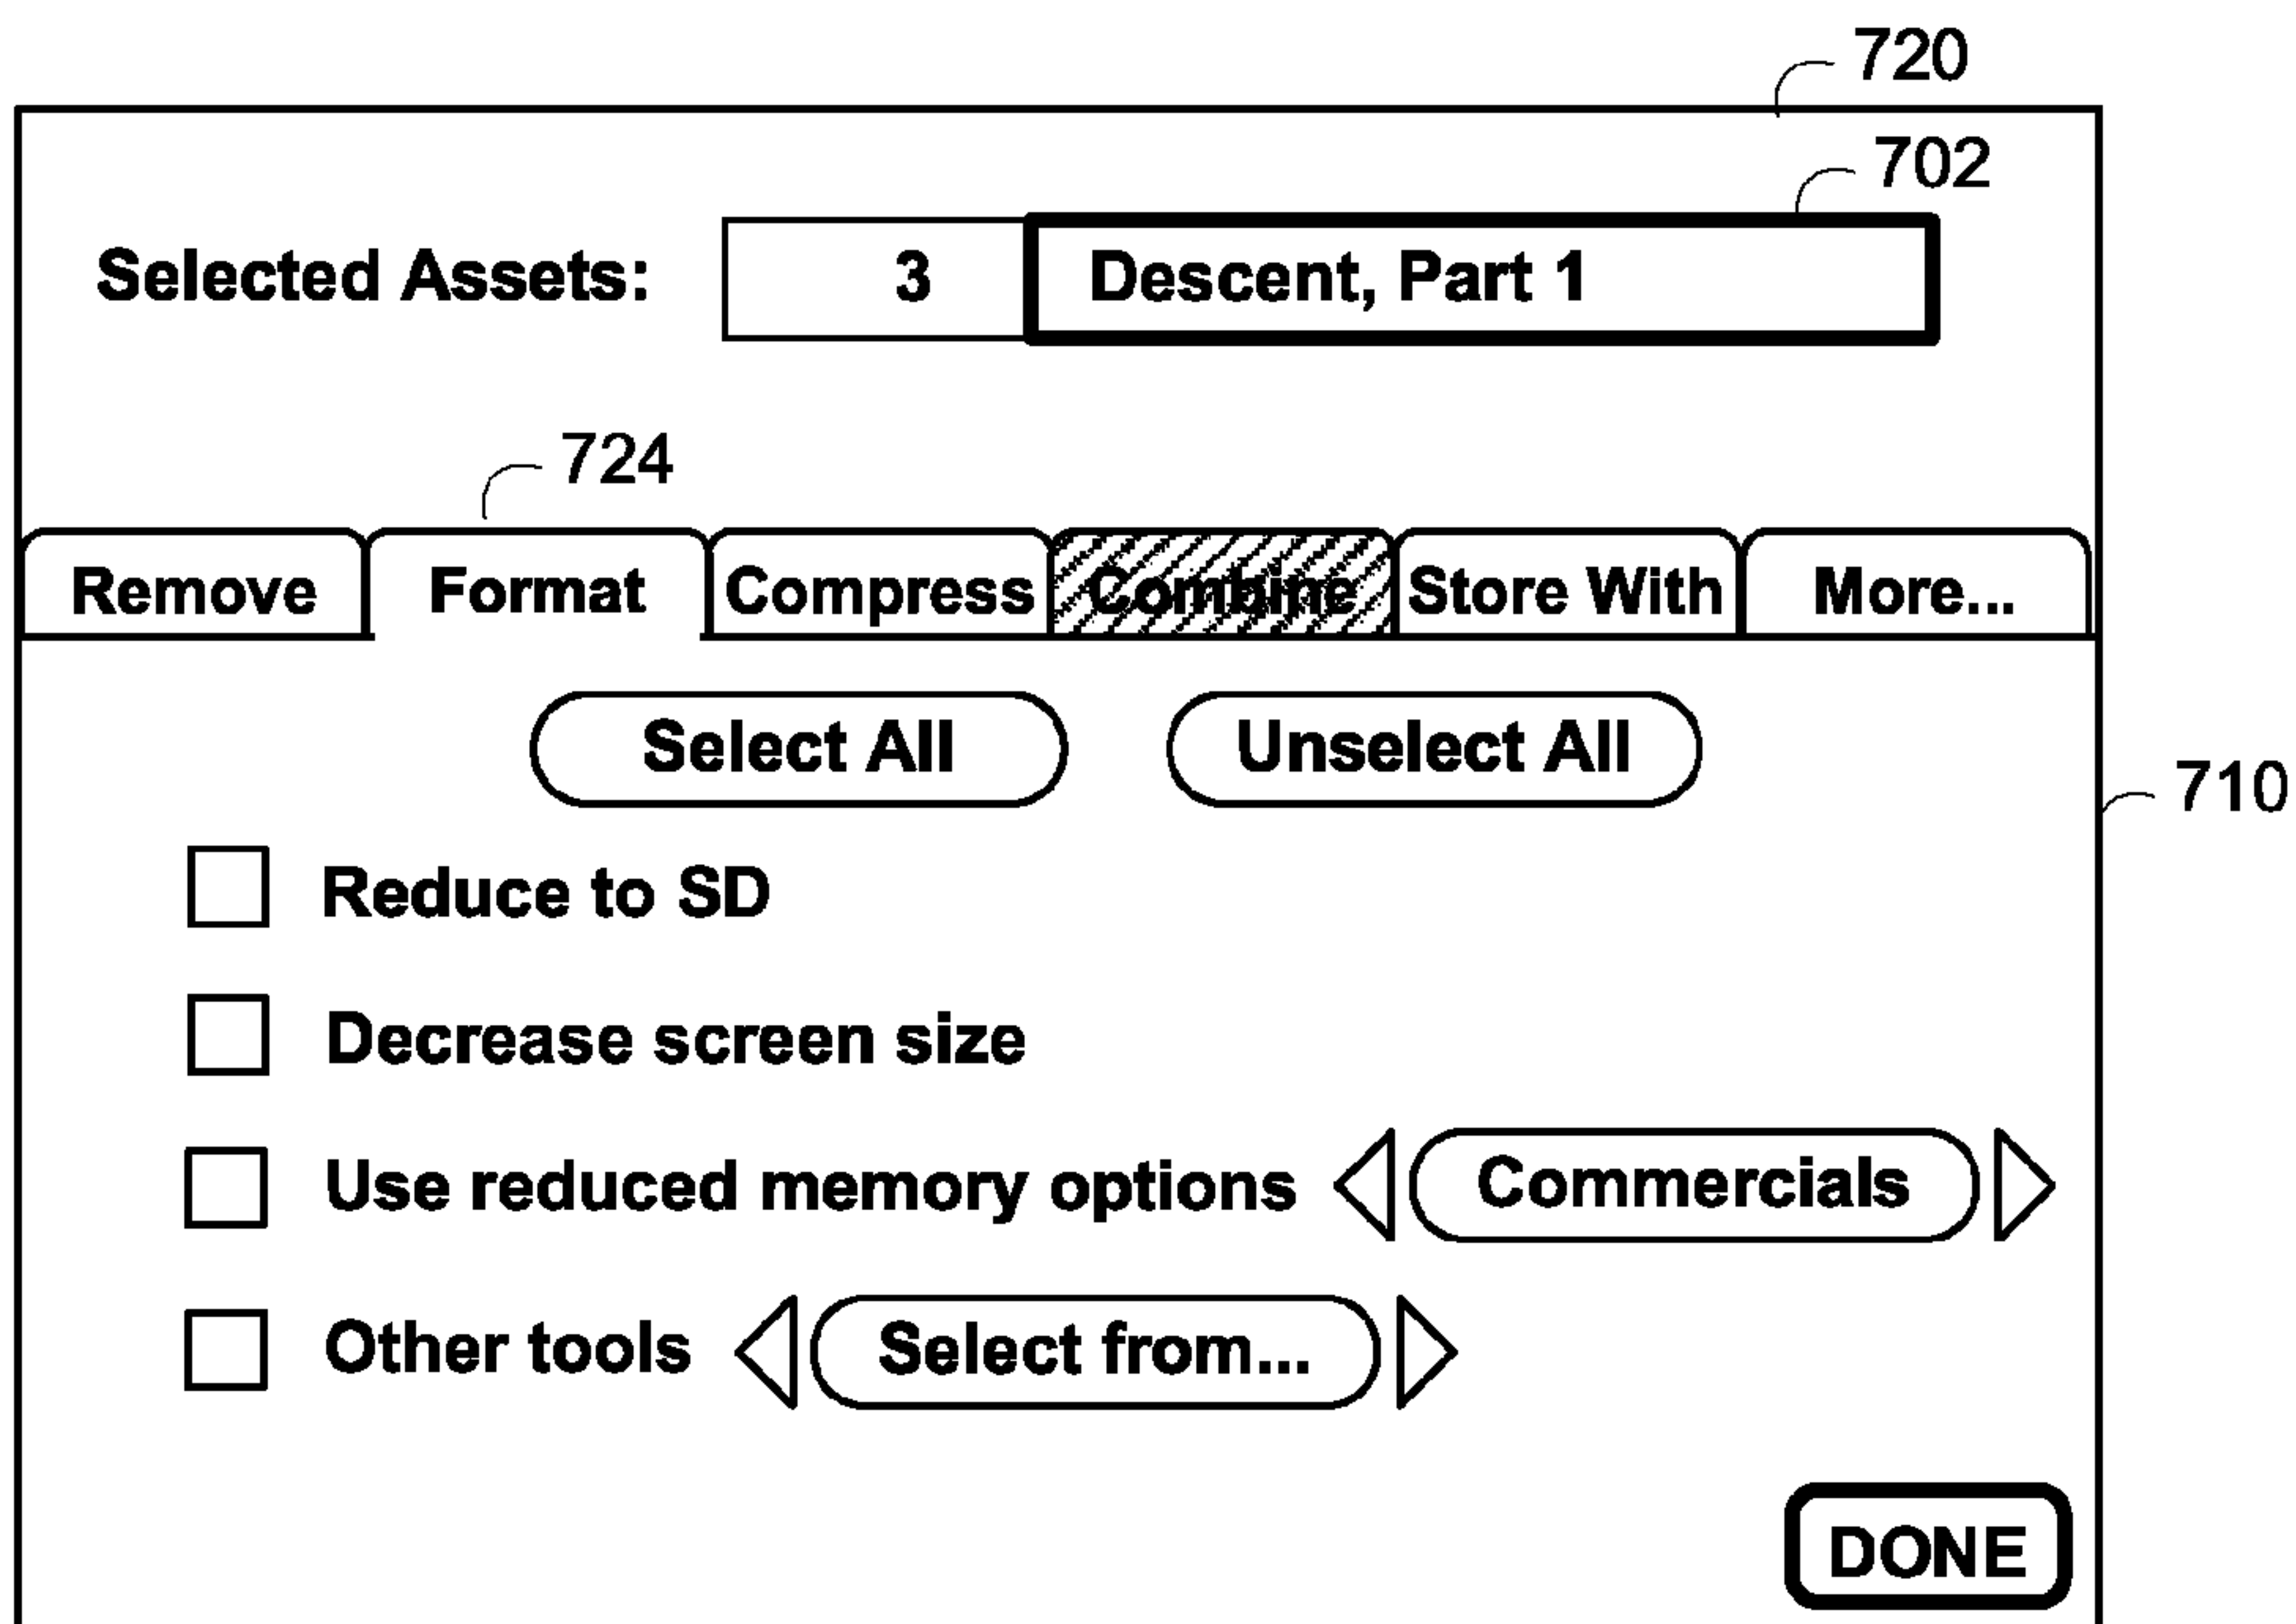 720
702
Selected Assets: 3 Descent, Part 1
724
Remove Format Compress Combine Store With More...
Select All Unselect All
710
Reduce to SD
Decrease screen size
Use reduced memory options Commercials
Other tools Select from...
DONE